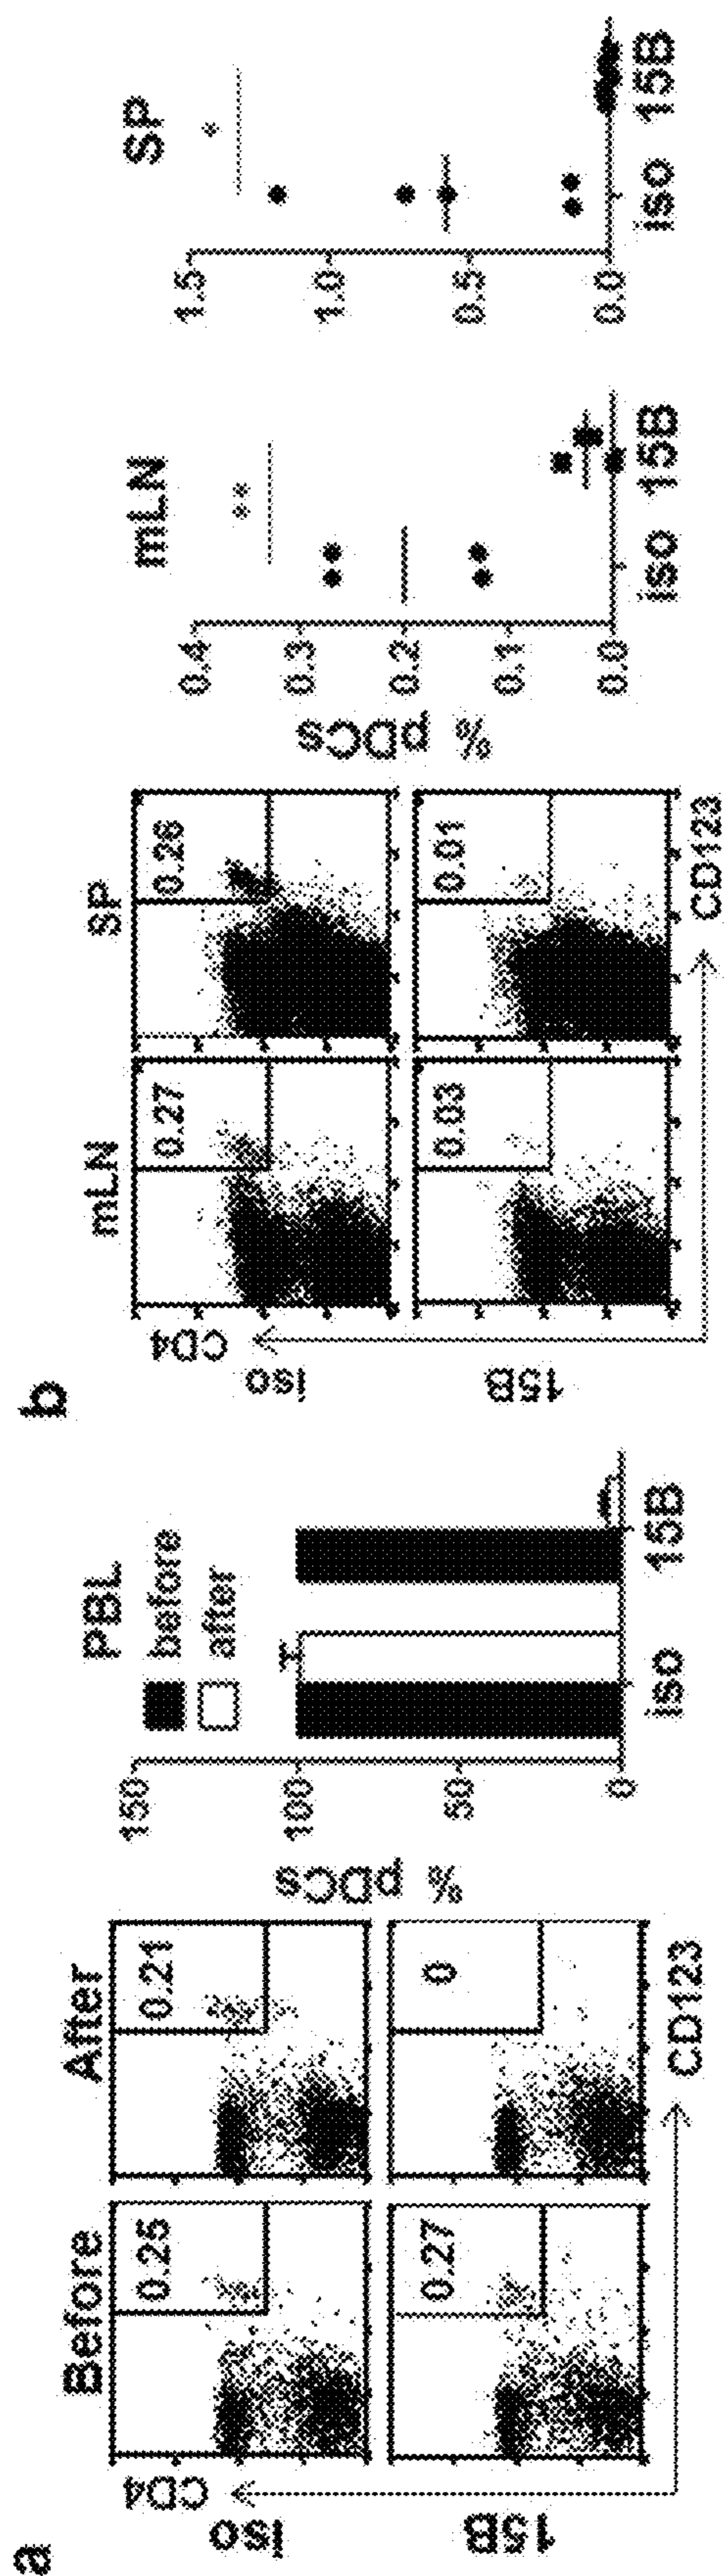 a
Before
After
CD4
iso
0.25
0.21
15B
0.27
0
CD123
PBL
before
after
% pDCs
150
100
50
0
iso
15B
b
mLN
SP
CD4
iso
0.27
0.28
15B
0.03
0.01
CD123
mLN
% pDCs
0.4
0.3
0.2
0.1
0.0
iso
15B
**
SP
1.5
1.0
0.5
0.0
iso
15B
*